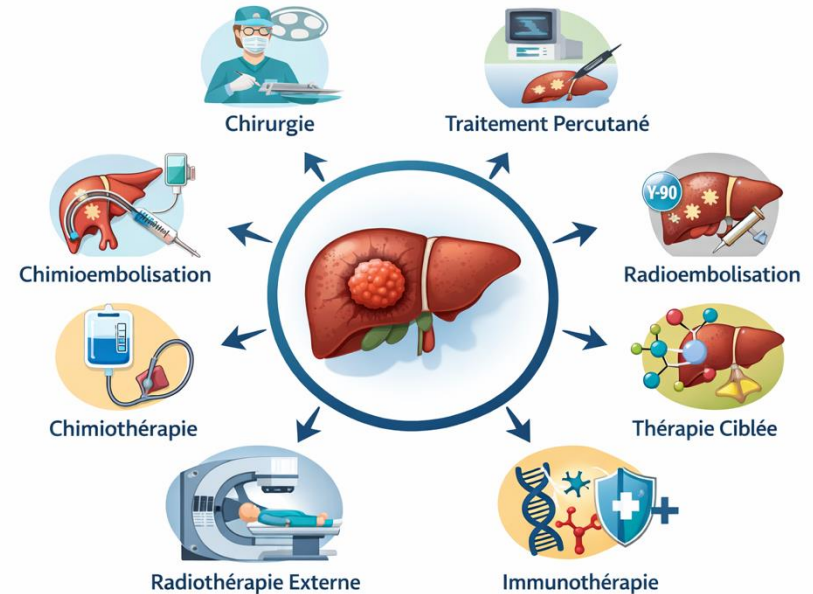 Chirurgie
Traitement Percutané
Chimioembolisation
Y-90
Radioembolisation
Chimiothérapie
Thérapie Ciblée
Radiothérapie Externe
Immunothérapie